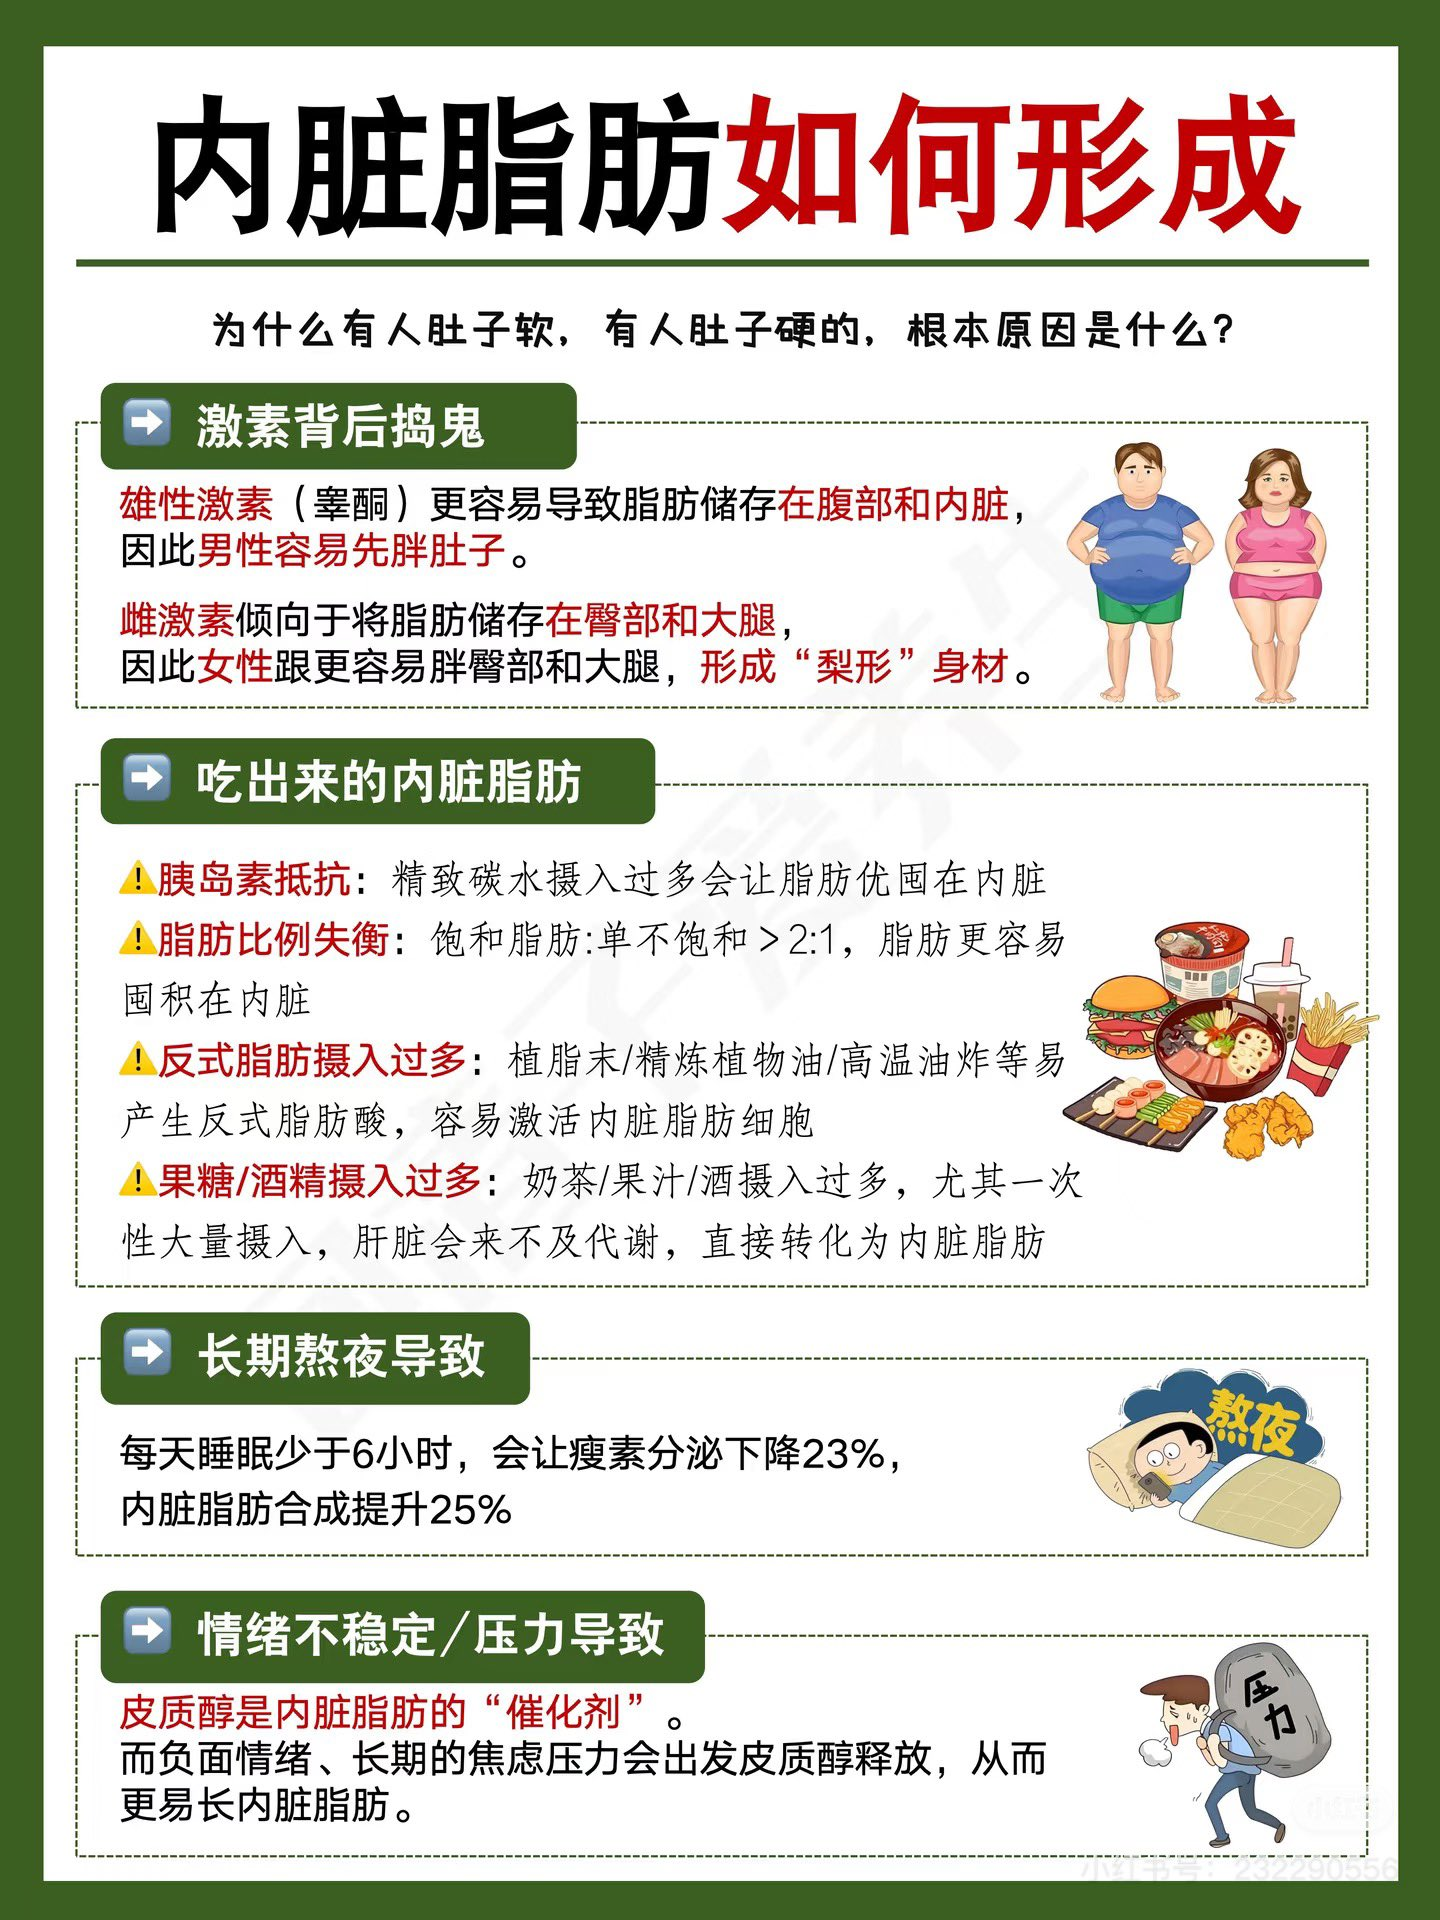 内脏脂肪如何形成
为什么有人肚子软，有人肚子硬的，根本原因是什么？
➡ 激素背后捣鬼
雄性激素（睾酮）更容易导致脂肪储存在腹部和内脏，
因此男性容易先胖肚子。
雌激素倾向于将脂肪储存在臀部和大腿，
因此女性跟更容易胖臀部和大腿，形成“梨形”身材。
➡ 吃出来的内脏脂肪
⚠胰岛素抵抗：精致碳水摄入过多会让脂肪优囤在内脏
⚠脂肪比例失衡：饱和脂肪:单不饱和＞2:1，脂肪更容易
囤积在内脏
⚠反式脂肪摄入过多：植脂末/精炼植物油/高温油炸等易
产生反式脂肪酸，容易激活内脏脂肪细胞
⚠果糖/酒精摄入过多：奶茶/果汁/酒摄入过多，尤其一次
性大量摄入，肝脏会来不及代谢，直接转化为内脏脂肪
➡ 长期熬夜导致
熬夜
每天睡眠少于6小时，会让瘦素分泌下降23%，
内脏脂肪合成提升25%
➡ 情绪不稳定/压力导致
压力
皮质醇是内脏脂肪的“催化剂”。
而负面情绪、长期的焦虑压力会出发皮质醇释放，从而
更易长内脏脂肪。
小红书
小红书号：232290556